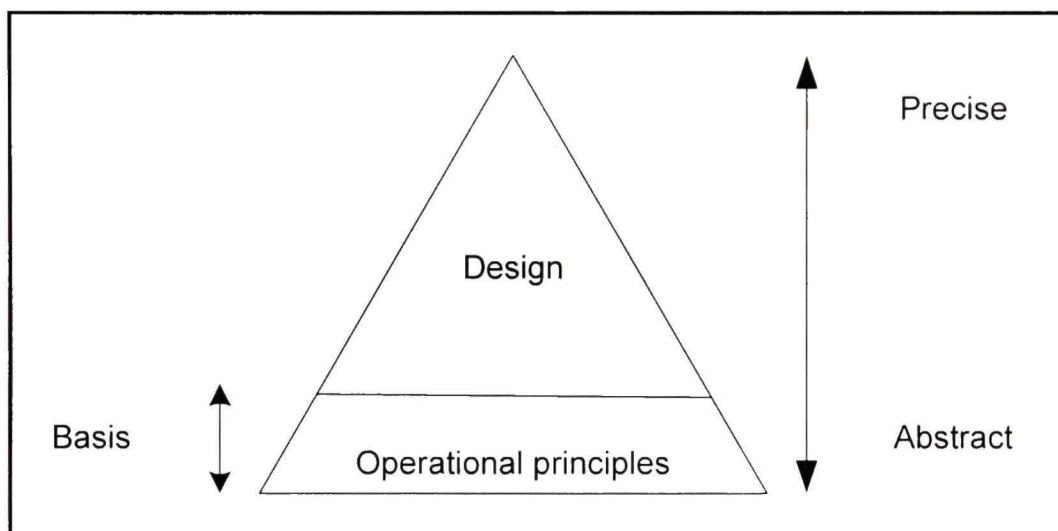 Precise
Design
Basis
Abstract
Operational principles